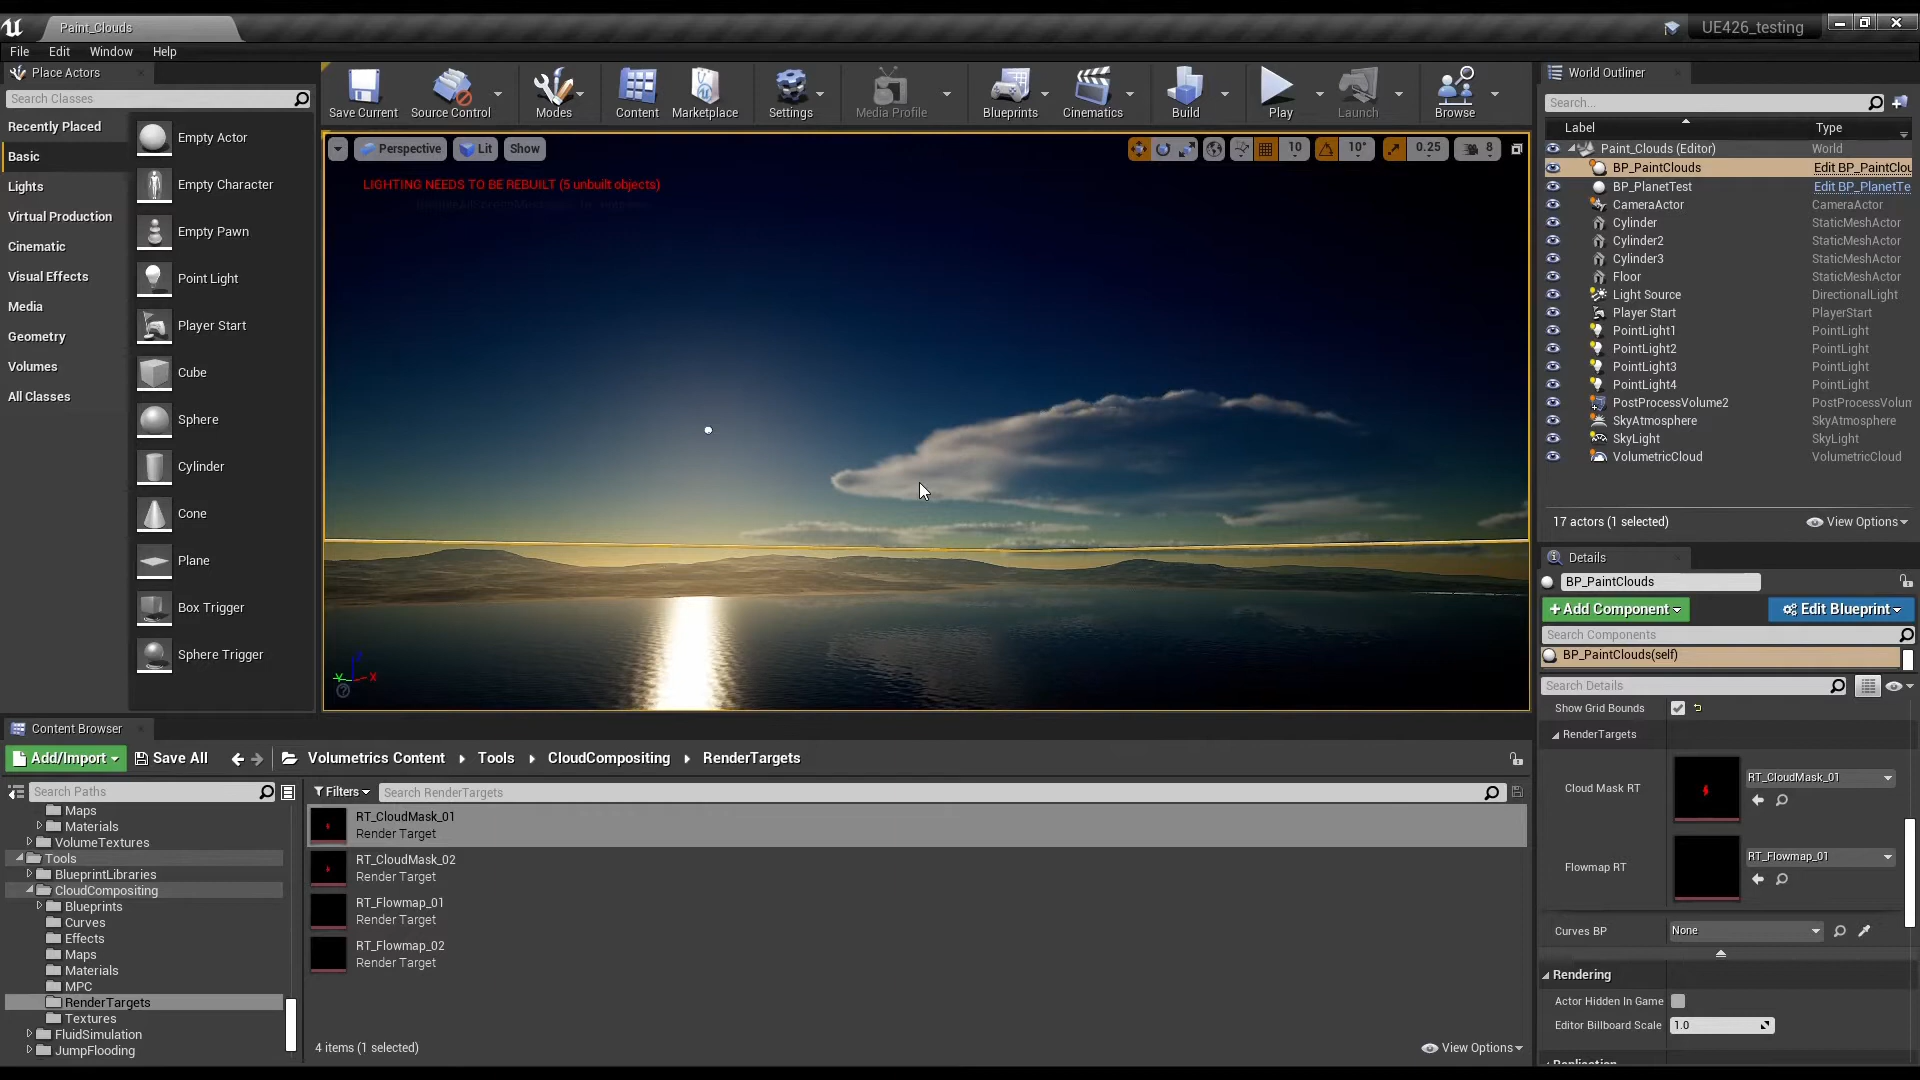 Paint_Clouds
UE426_testing
File Edit Window Help
Place Actors
Search Classes
Recently Placed
Basic
Lights
Virtual Production
Cinematic
Visual Effects
Media
Geometry
Volumes
All Classes
Empty Actor
Empty Character
Empty Pawn
Point Light
Player Start
Cube
Sphere
Cylinder
Cone
Plane
Box Trigger
Sphere Trigger
Save Current
Source Control
Modes
Content
Marketplace
Settings
Media Profile
Blueprints
Cinematics
Build
Play
Launch
Browse
Perspective Lit Show
10 10° 0.25 8
LIGHTING NEEDS TO BE REBUILT (5 unbuilt objects)
Z
Y X
World Outliner
Search...
Label Type
Paint_Clouds (Editor) World
BP_PaintClouds Edit BP_PaintClou
BP_PlanetTest Edit BP_PlanetTe
CameraActor CameraActor
Cylinder StaticMeshActor
Cylinder2 StaticMeshActor
Cylinder3 StaticMeshActor
Floor StaticMeshActor
Light Source DirectionalLight
Player Start PlayerStart
PointLight1 PointLight
PointLight2 PointLight
PointLight3 PointLight
PointLight4 PointLight
PostProcessVolume2 PostProcessVolum
SkyAtmosphere SkyAtmosphere
SkyLight SkyLight
VolumetricCloud VolumetricCloud
17 actors (1 selected) View Options
Details
BP_PaintClouds
+Add Component Edit Blueprint
Search Components
BP_PaintClouds(self)
Search Details
Show Grid Bounds
RenderTargets
Cloud Mask RT RT_CloudMask_01
Flowmap RT RT_Flowmap_01
Curves BP None
Rendering
Actor Hidden In Game
Editor Billboard Scale 1.0
Replication
Content Browser
Add/Import Save All Volumetrics Content Tools CloudCompositing RenderTargets
Search Paths
Maps
Materials
VolumeTextures
Tools
BlueprintLibraries
CloudCompositing
Blueprints
Curves
Effects
Maps
Materials
MPC
RenderTargets
Textures
FluidSimulation
JumpFlooding
Filters Search RenderTargets
RT_CloudMask_01
Render Target
RT_CloudMask_02
Render Target
RT_Flowmap_01
Render Target
RT_Flowmap_02
Render Target
4 items (1 selected) View Options